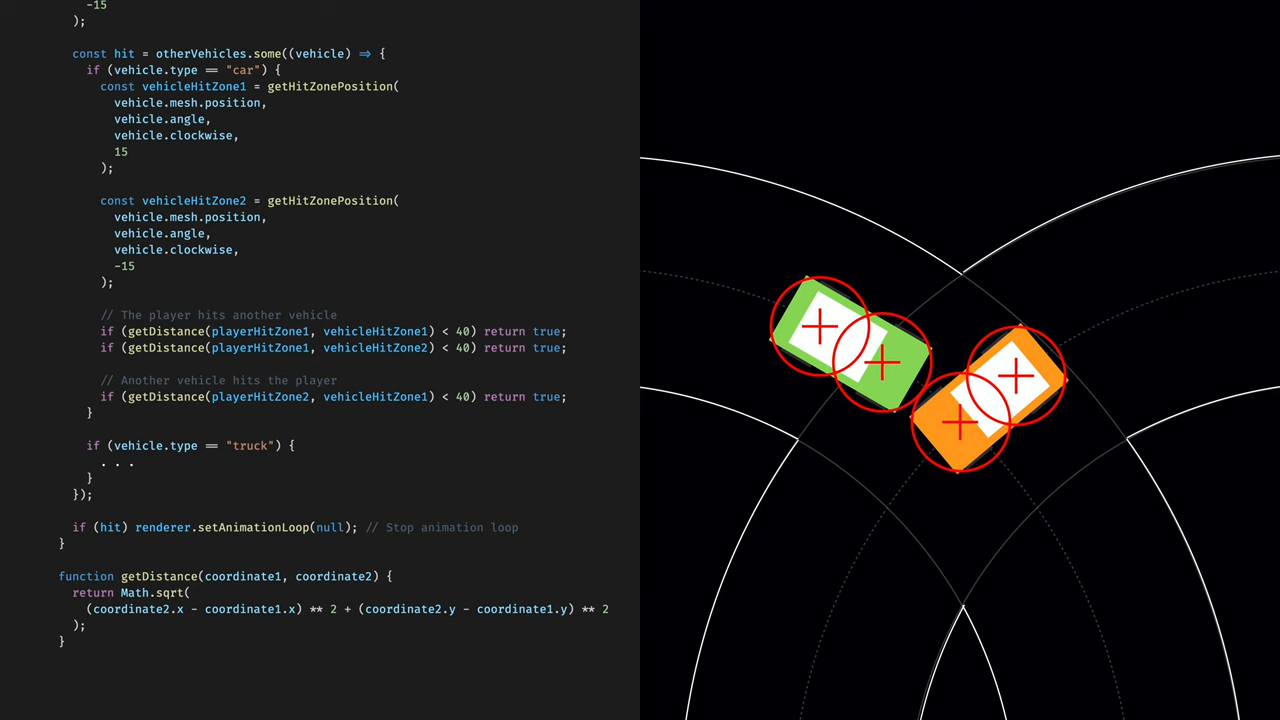 -15
);
const hit = otherVehicles.some((vehicle) ⇒ {
if (vehicle.type == "car") {
const vehicleHitZone1 = getHitZonePosition(
vehicle.mesh.position,
vehicle.angle,
vehicle.clockwise,
15
);
const vehicleHitZone2 = getHitZonePosition(
vehicle.mesh.position,
vehicle.angle,
vehicle.clockwise,
-15
);
// The player hits another vehicle
if (getDistance(playerHitZone1, vehicleHitZone1) < 40) return true;
if (getDistance(playerHitZone1, vehicleHitZone2) < 40) return true;
// Another vehicle hits the player
if (getDistance(playerHitZone2, vehicleHitZone1) < 40) return true;
}
if (vehicle.type == "truck") {
. . .
}
});
if (hit) renderer.setAnimationLoop(null); // Stop animation loop
}
function getDistance(coordinate1, coordinate2) {
return Math.sqrt(
(coordinate2.x - coordinate1.x) ** 2 + (coordinate2.y - coordinate1.y) ** 2
);
}